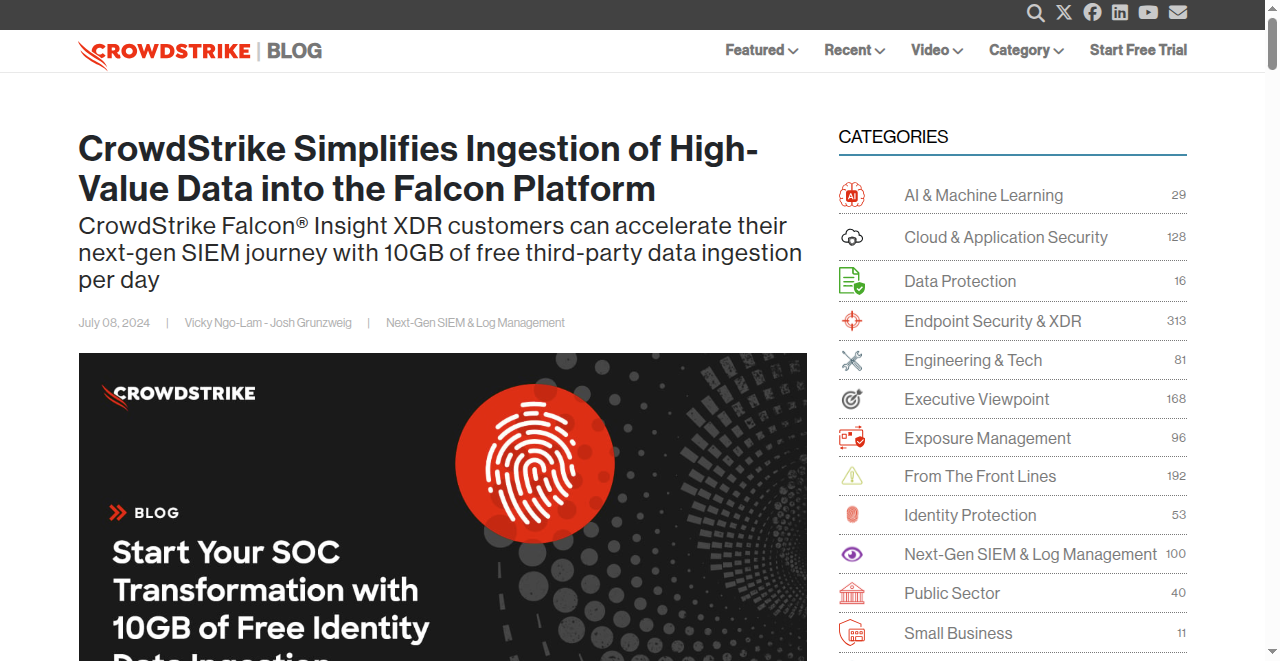 CROWDSTRIKE | BLOG
Featured
Recent
Video
Category
Start Free Trial
CrowdStrike Simplifies Ingestion of High-
Value Data into the Falcon Platform
CrowdStrike Falcon® Insight XDR customers can accelerate their
next-gen SIEM journey with 10GB of free third-party data ingestion
per day
July 08, 2024 | Vicky Ngo-Lam - Josh Grunzweig | Next-Gen SIEM & Log Management
CROWDSTRIKE
BLOG
Start Your SOC
Transformation with
10GB of Free Identity
Data Ingestion
CATEGORIES
AI
AI & Machine Learning 29
Cloud & Application Security 128
Data Protection 16
Endpoint Security & XDR 313
Engineering & Tech 81
Executive Viewpoint 168
Exposure Management 96
From The Front Lines 192
Identity Protection 53
Next-Gen SIEM & Log Management 100
Public Sector 40
Small Business 11